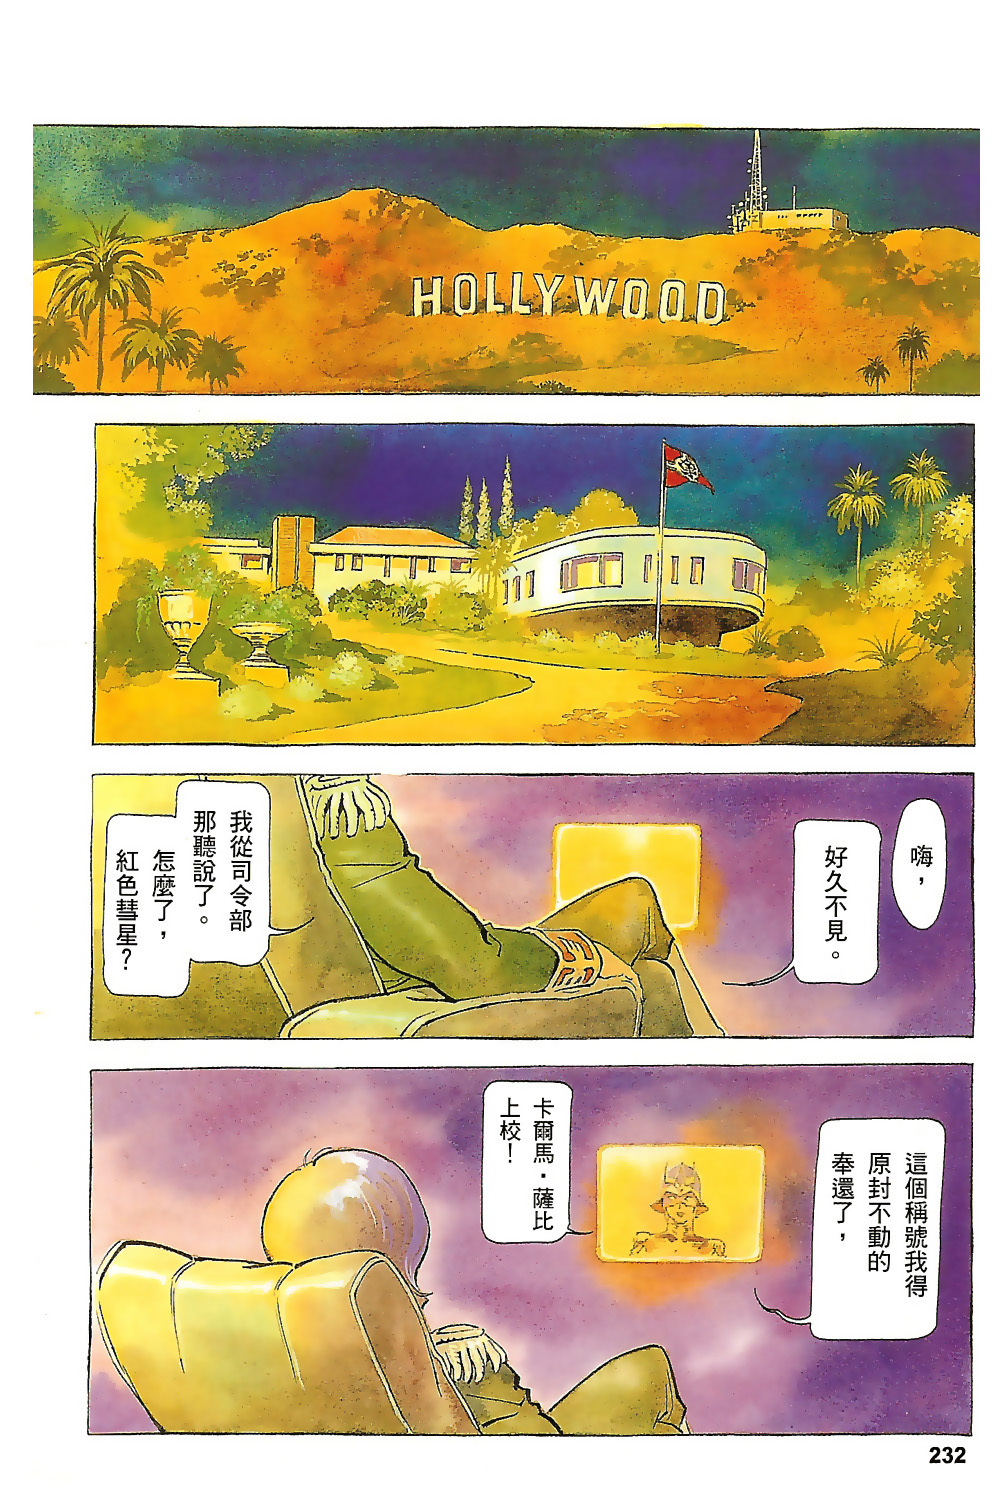 HOLLYWOOD
嗨，
好久不見。
我從司令部
那聽說了。
怎麼了，
紅色彗星？
這個稱號我得
原封不動的
奉還了，
卡爾馬·薩比
上校！
232